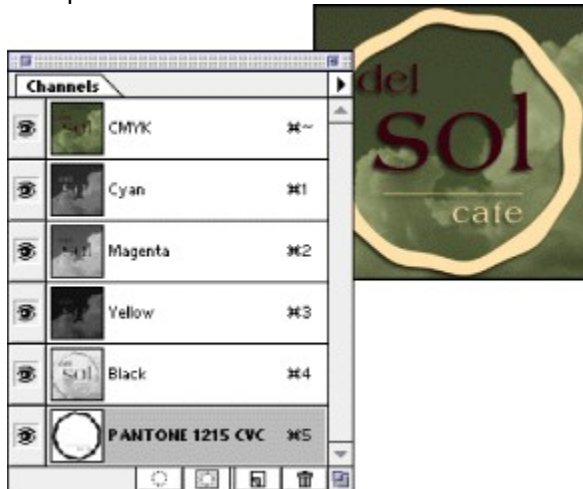 Channels
CMYK ⌘~
Cyan ⌘1
Magenta ⌘2
Yellow ⌘3
Black ⌘4
PANTONE 1215 CVC ⌘5
del
sol
cafe